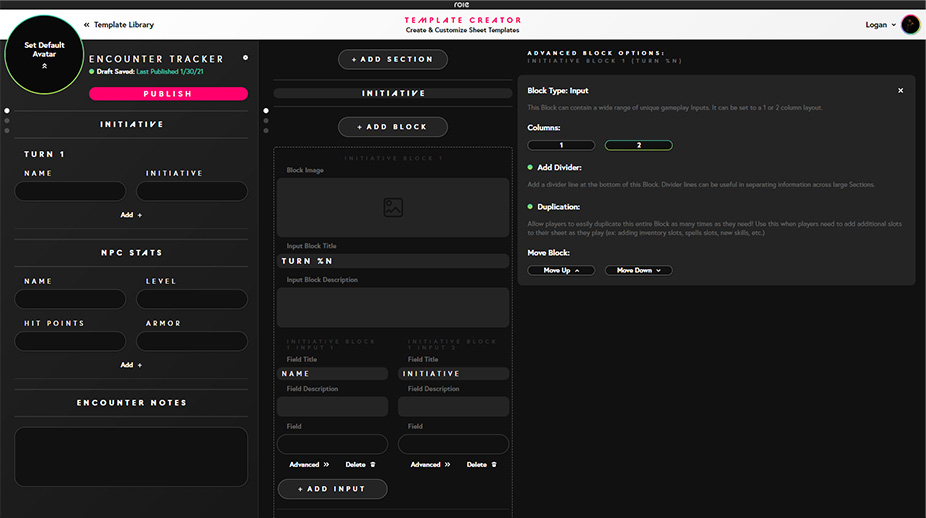 role
Set Default
Avatar
Template Library
TEMPLATE CREATOR
Create & Customize Sheet Templates
Logan
ENCOUNTER TRACKER
Draft Saved: Last Published 1/30/21
PUBLISH
INITIATIVE
TURN 1
NAME
INITIATIVE
Add +
NPC STATS
NAME
LEVEL
HIT POINTS
ARMOR
Add +
ENCOUNTER NOTES
+ ADD SECTION
INITIATIVE
+ ADD BLOCK
INITIATIVE BLOCK 1
Block Image
Input Block Title
TURN %N
Input Block Description
INITIATIVE BLOCK
1 INPUT 1
Field Title
NAME
Field Description
Field
Advanced
Delete
INITIATIVE BLOCK
1 INPUT 2
Field Title
INITIATIVE
Field Description
Field
Advanced
Delete
+ ADD INPUT
ADVANCED BLOCK OPTIONS:
INITIATIVE BLOCK 1 (TURN %N)
Block Type: Input
This Block can contain a wide range of unique gameplay Inputs. It can be set to a 1 or 2 column layout.
Columns:
1
2
Add Divider:
Add a divider line at the bottom of this Block. Divider lines can be useful in separating information across large Sections.
Duplication:
Allow players to easily duplicate this entire Block as many times as they need! Use this when players need to add additional slots
to their sheet as they play (ex: adding inventory slots, spells slots, new skills, etc.)
Move Block:
Move Up
Move Down